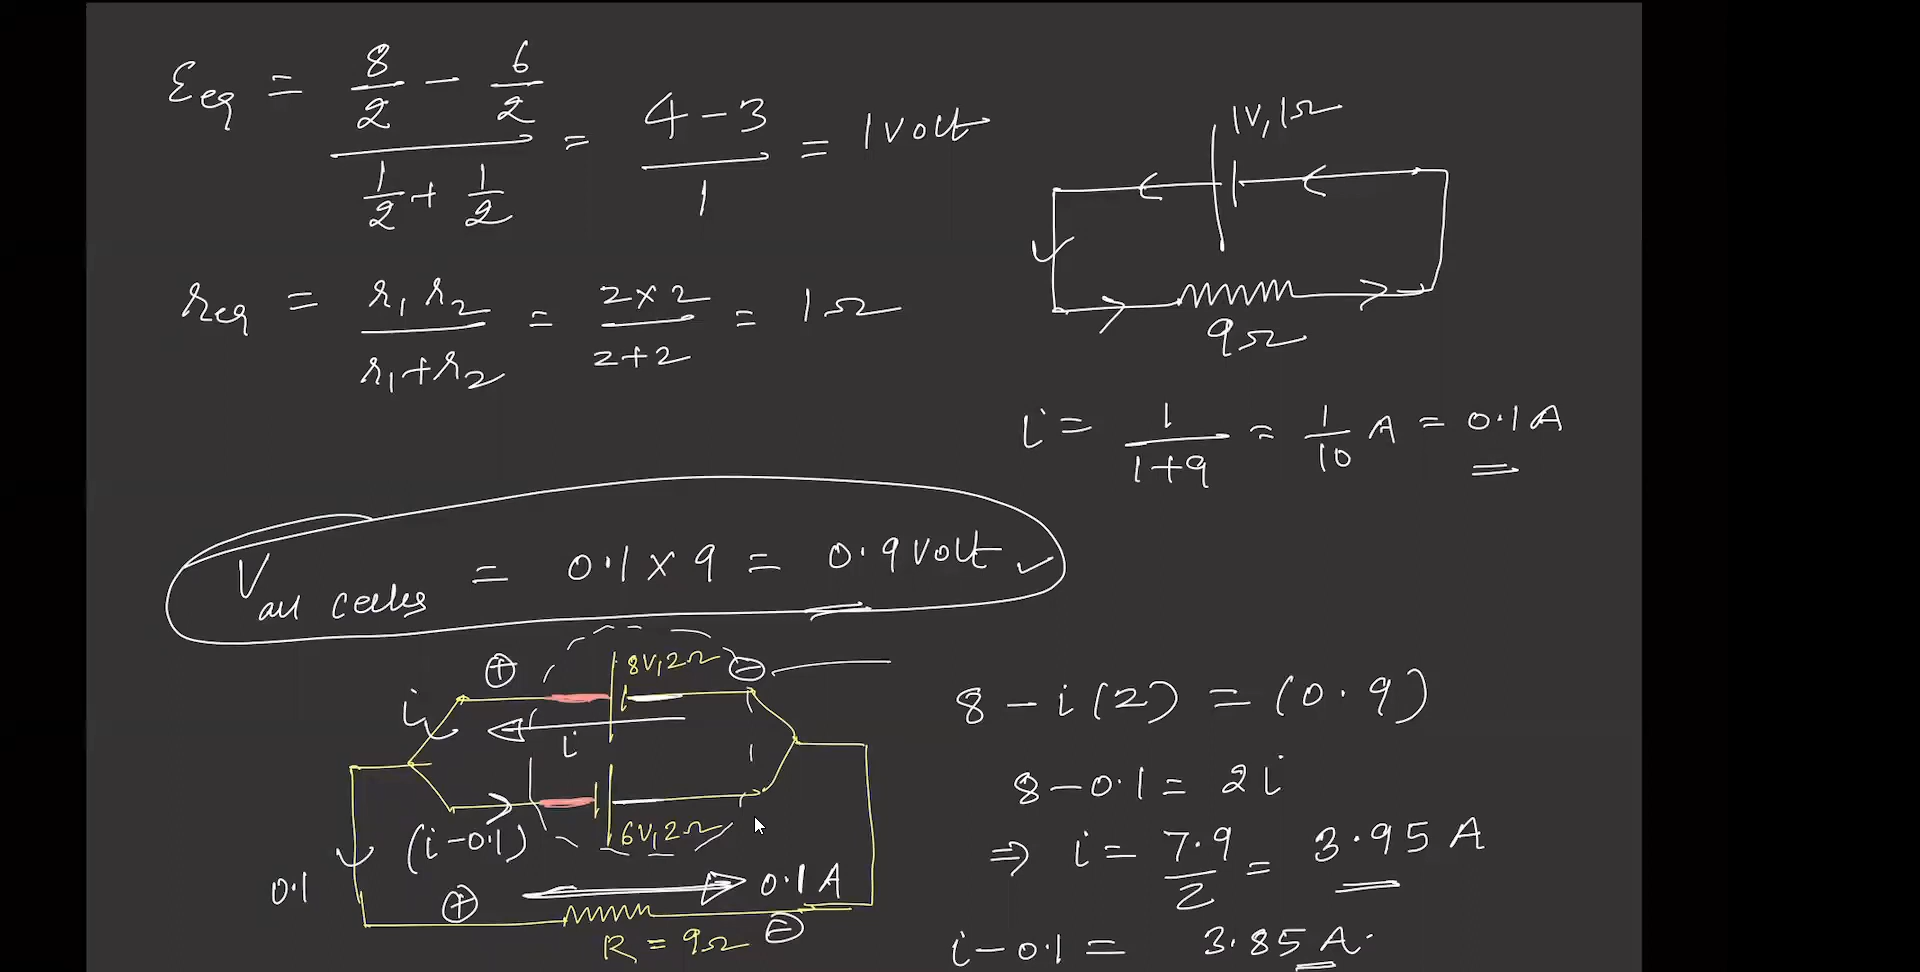 εeq = (8/2 − 6/2)/(1/2 + 1/2) = (4−3)/1 = 1 volt
1V, 1Ω
req = r₁ r₂/(r₁+r₂) = 2×2/(2+2) = 1Ω
9Ω
i = 1/(1+9) = 1/10 A = 0.1 A
V all cells = 0.1 × 9 = 0.9 volt ✓
⊕ 8V, 2Ω ⊖
i
i
(i−0.1)
6V, 2Ω
0.1
⊕ 0.1 A
R = 9Ω ⊖
8 − i(2) = (0.9)
8−0.1 = 2i
⇒ i = 7.9/2 = 3.95 A
i−0.1 = 3.85 A.